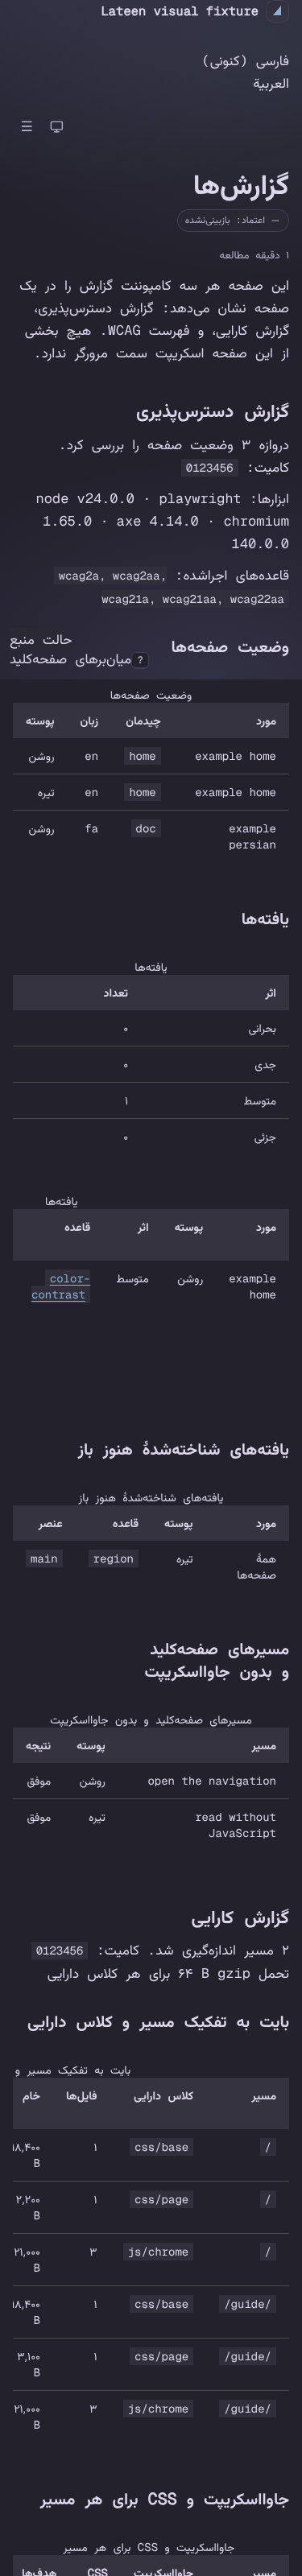 Lateen visual fixture
فارسی (کنونی)
العربية
گزارش‌ها
— اعتماد: بازبینی‌نشده
۱ دقیقه مطالعه
این صفحه هر سه کامپوننت گزارش را در یک
صفحه نشان می‌دهد: گزارش دسترس‌پذیری،
گزارش کارایی، و فهرست WCAG. هیچ بخشی
از این صفحه اسکریپت سمت مرورگر ندارد.
گزارش دسترس‌پذیری
دروازه ۳ وضعیت صفحه را بررسی کرد.
کامیت: 0123456
ابزارها: node v24.0.0 · playwright
1.65.0 · axe 4.14.0 · chromium
140.0.0
قاعده‌های اجراشده: wcag2a, wcag2aa,
wcag21a, wcag21aa, wcag22aa
وضعیت صفحه‌ها
حالت منبع
? میان‌برهای صفحه‌کلید
وضعیت صفحه‌ها
مورد چیدمان زبان پوسته
example home home en روشن
example home home en تیره
example persian doc fa روشن
یافته‌ها
یافته‌ها
اثر تعداد
بحرانی ۰
جدی ۰
متوسط ۱
جزئی ۰
یافته‌ها
مورد پوسته اثر قاعده
example home روشن متوسط color-contrast
یافته‌های شناخته‌شدهٔ هنوز باز
یافته‌های شناخته‌شدهٔ هنوز باز
مورد پوسته قاعده عنصر
همهٔ صفحه‌ها تیره region main
مسیرهای صفحه‌کلید
و بدون جاوااسکریپت
مسیرهای صفحه‌کلید و بدون جاوااسکریپت
مسیر پوسته نتیجه
open the navigation روشن موفق
read without JavaScript تیره موفق
گزارش کارایی
۲ مسیر اندازه‌گیری شد. کامیت: 0123456
تحمل ۶۴ B gzip برای هر کلاس دارایی
بایت به تفکیک مسیر و کلاس دارایی
بایت به تفکیک مسیر و
مسیر کلاس دارایی فایل‌ها خام
/ css/base ۱ ۱۸٬۴۰۰ B
/ css/page ۱ ۲٬۲۰۰ B
/ js/chrome ۳ ۲۱٬۰۰۰ B
/guide/ css/base ۱ ۱۸٬۴۰۰ B
/guide/ css/page ۱ ۳٬۱۰۰ B
/guide/ js/chrome ۳ ۲۱٬۰۰۰ B
جاوااسکریپت و CSS برای هر مسیر
جاوااسکریپت و CSS برای هر مسیر
مسیر جاوااسکریپت CSS هدف‌ها